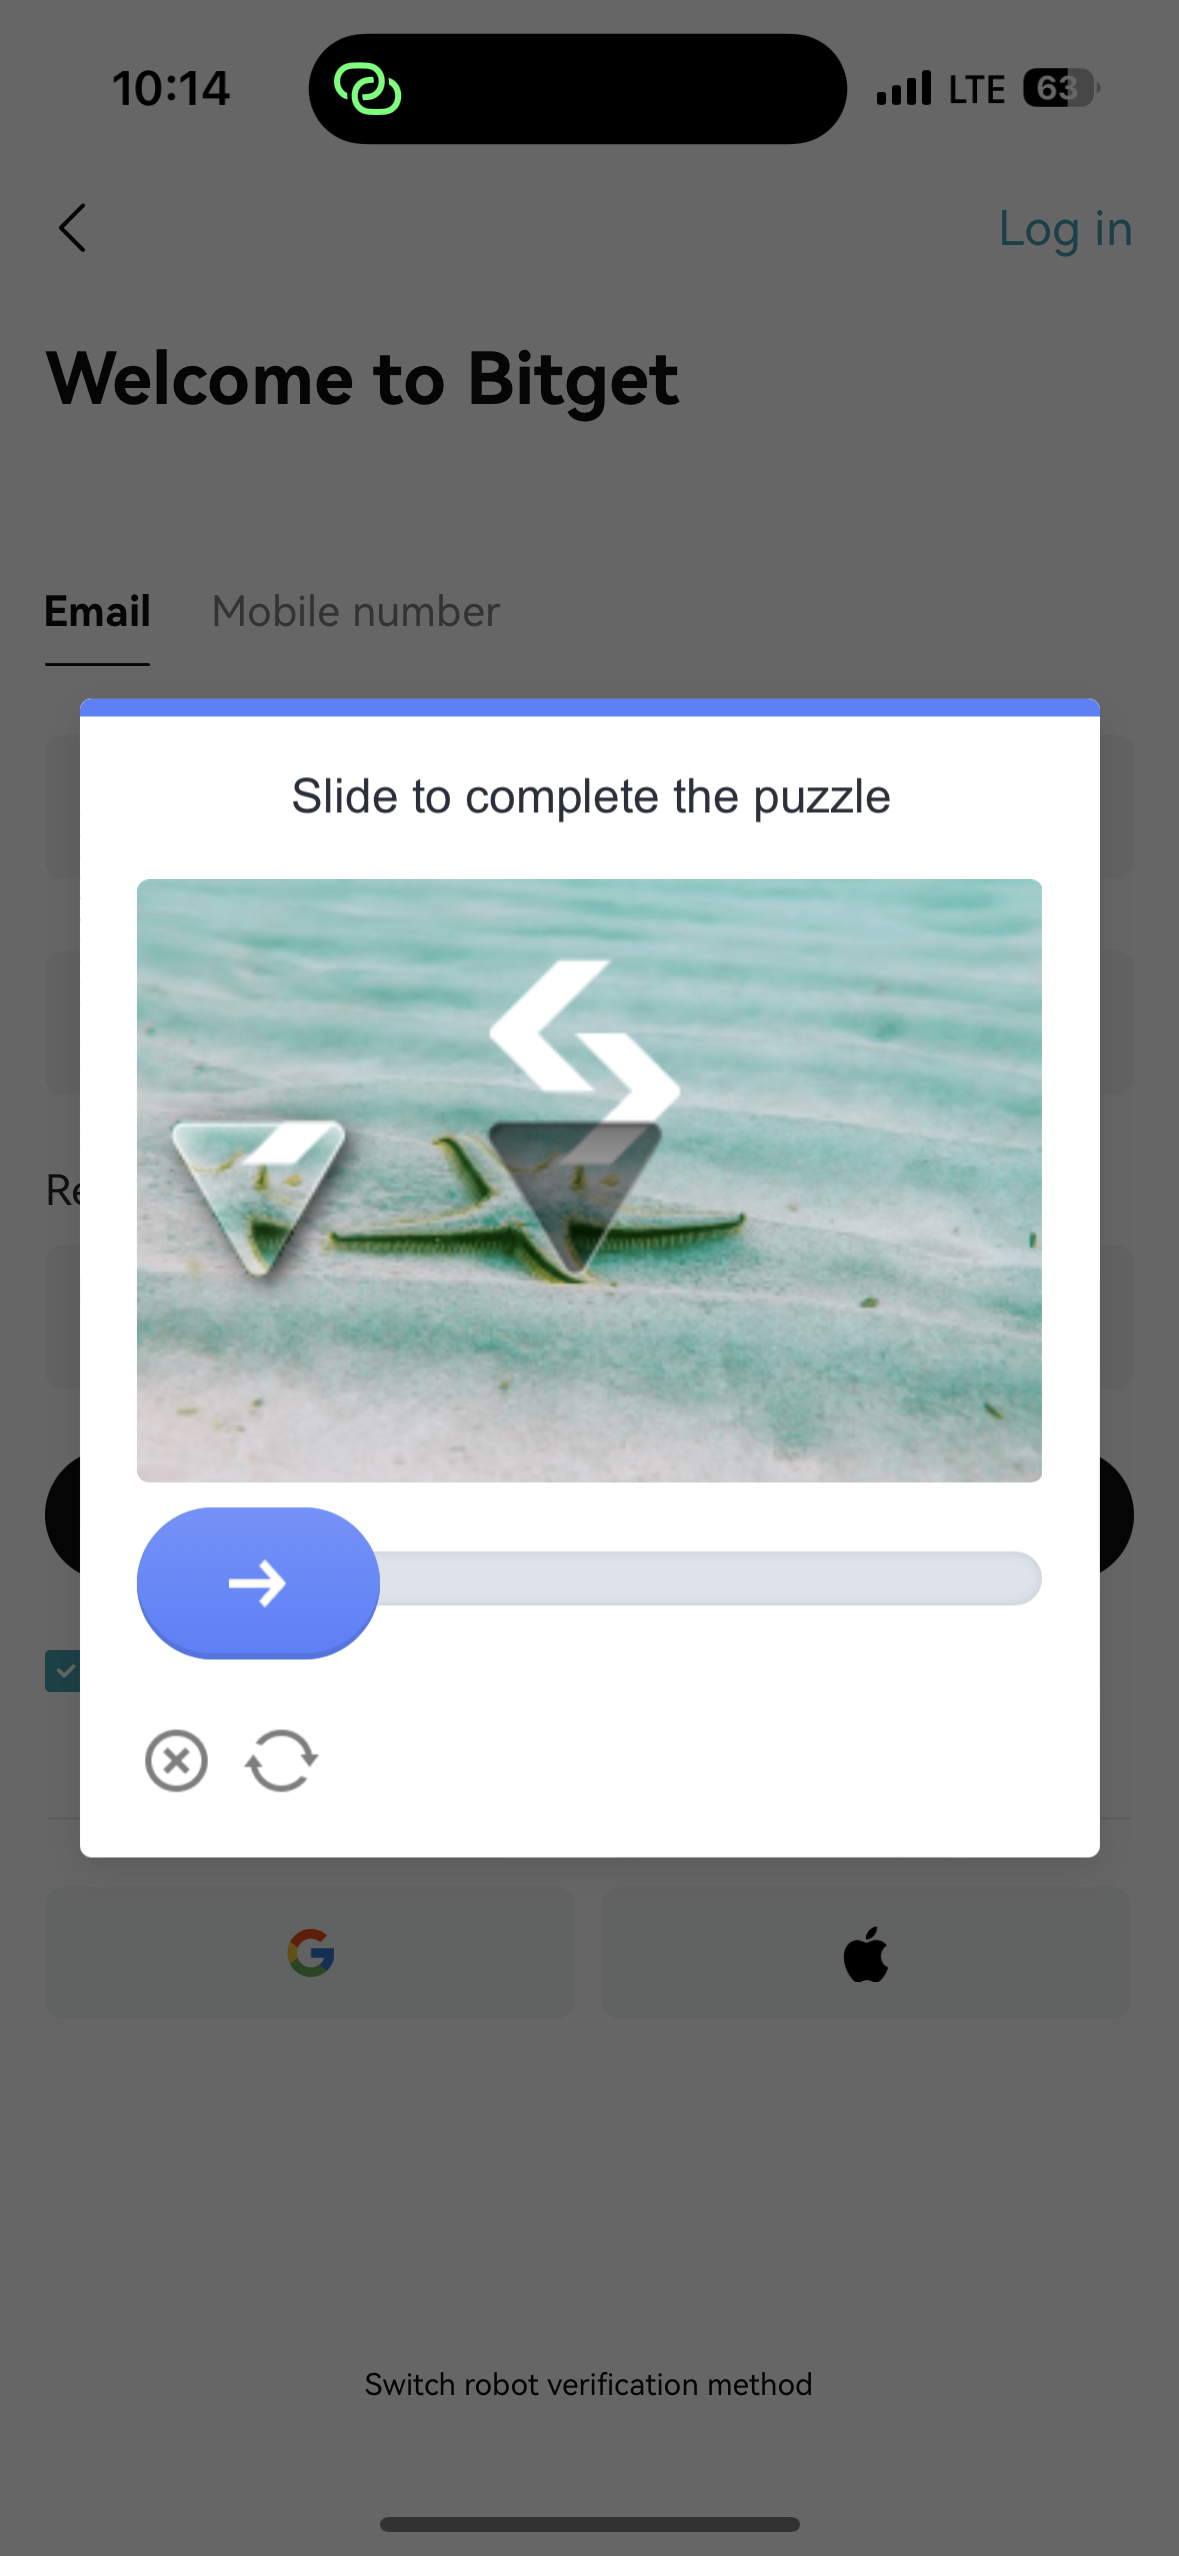 10:14
LTE 63
Log in
Welcome to Bitget
Email Mobile number
Slide to complete the puzzle
Re
Switch robot verification method